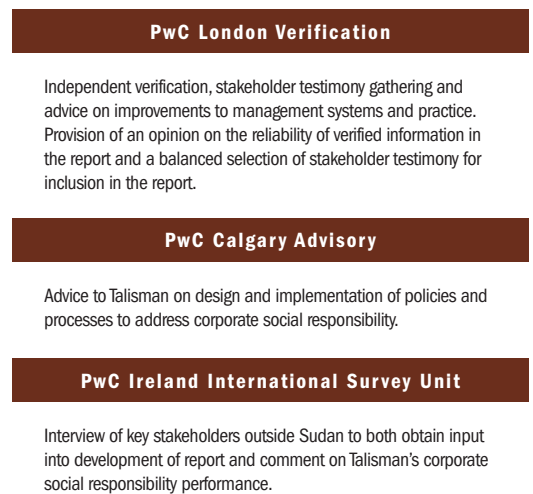 PwC London Verification
Independent verification, stakeholder testimony gathering and
advice on improvements to management systems and practice.
Provision of an opinion on the reliability of verified information in
the report and a balanced selection of stakeholder testimony for
inclusion in the report.
PwC Calgary Advisory
Advice to Talisman on design and implementation of policies and
processes to address corporate social responsibility.
PwC Ireland International Survey Unit
Interview of key stakeholders outside Sudan to both obtain input
into development of report and comment on Talisman's corporate
social responsibility performance.